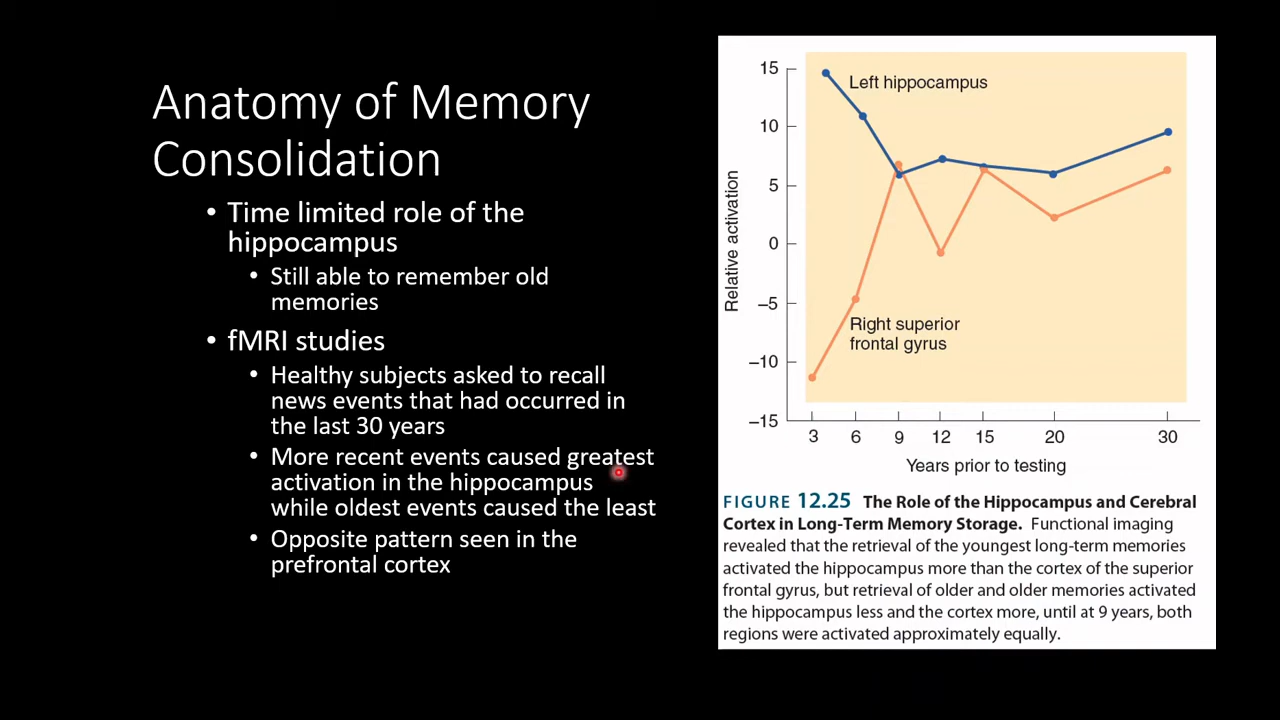 Anatomy of Memory
Consolidation
• Time limited role of the
hippocampus
• Still able to remember old
memories
• fMRI studies
• Healthy subjects asked to recall
news events that had occurred in
the last 30 years
• More recent events caused greatest
activation in the hippocampus
while oldest events caused the least
• Opposite pattern seen in the
prefrontal cortex
15
10
5
0
−5
−10
−15
Relative activation
Left hippocampus
Right superior
frontal gyrus
3 6 9 12 15 20 30
Years prior to testing
FIGURE 12.25 The Role of the Hippocampus and Cerebral
Cortex in Long-Term Memory Storage. Functional imaging
revealed that the retrieval of the youngest long-term memories
activated the hippocampus more than the cortex of the superior
frontal gyrus, but retrieval of older and older memories activated
the hippocampus less and the cortex more, until at 9 years, both
regions were activated approximately equally.